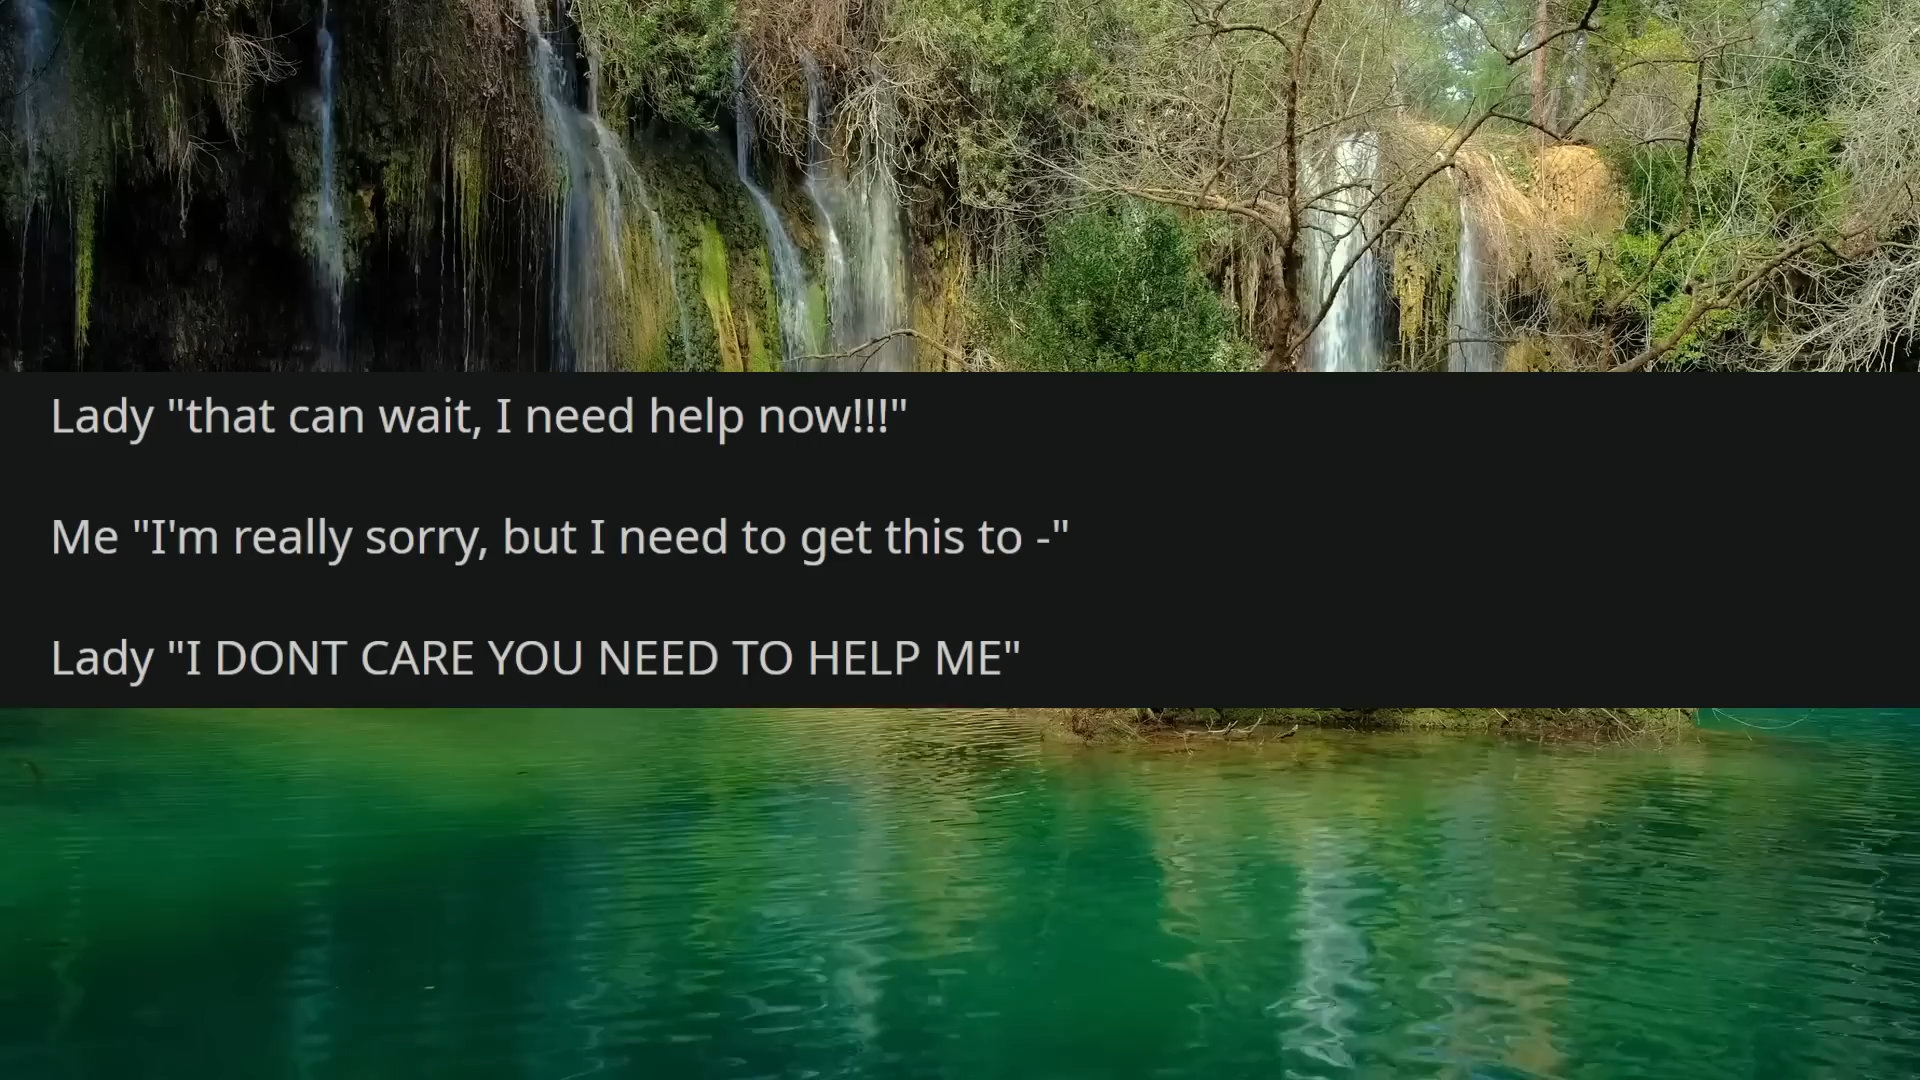 Lady "that can wait, I need help now!!!"
Me "I'm really sorry, but I need to get this to -"
Lady "I DONT CARE YOU NEED TO HELP ME"